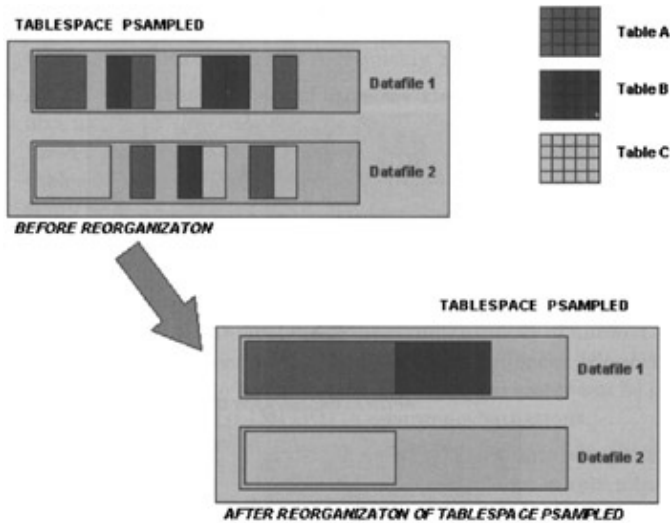 TABLESPACE PSAMPLED
Table A
Datafile 1
Table B
Table C
Datafile 2
BEFORE REORGANIZATON
TABLESPACE PSAMPLED
Datafile 1
Datafile 2
AFTER REORGANIZATON OF TABLESPACE PSAMPLED